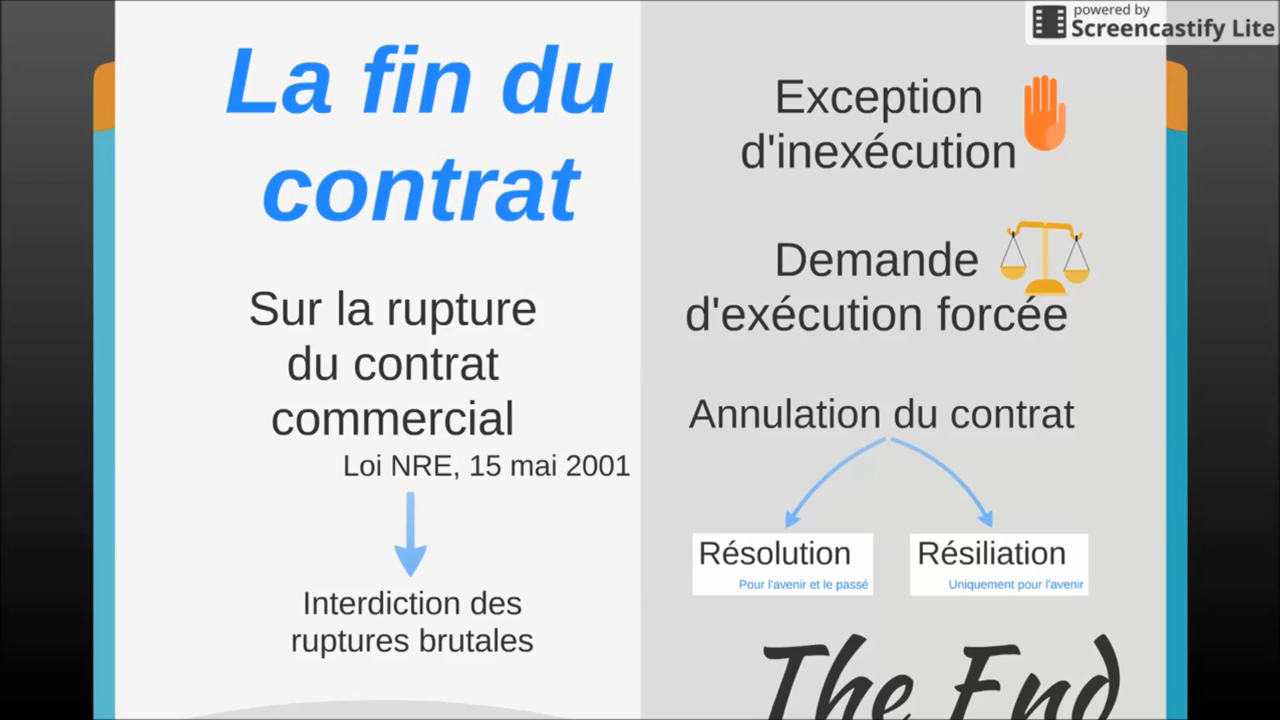 powered by
Screencastify Lite
La fin du
contrat
Sur la rupture
du contrat
commercial
Loi NRE, 15 mai 2001
Interdiction des
ruptures brutales
Exception
d'inexécution
Demande
d'exécution forcée
Annulation du contrat
Résolution
Pour l'avenir et le passé
Résiliation
Uniquement pour l'avenir
The End